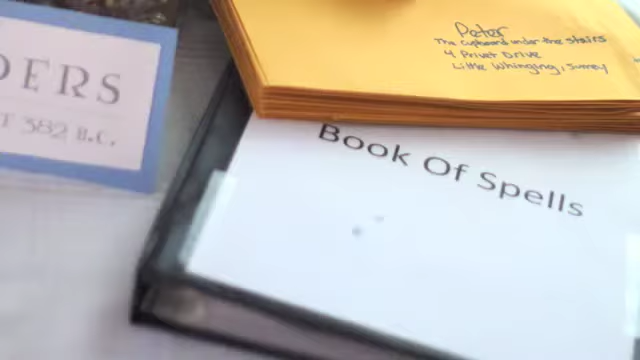 DERS
T 382 B.C.
Peter
The Cupboard under the Stairs
4 Privet Drive
Little Whinging, Surrey
Book Of Spells